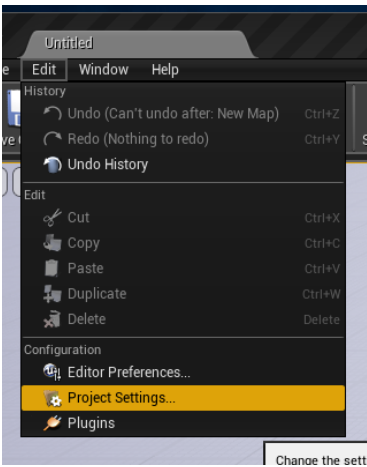 Untitled
Edit Window Help
History
Undo (Can't undo after: New Map) Ctrl+Z
Redo (Nothing to redo) Ctrl+Y
Undo History
Edit
Cut Ctrl+X
Copy Ctrl+C
Paste Ctrl+V
Duplicate Ctrl+W
Delete Delete
Configuration
Editor Preferences...
Project Settings...
Plugins
Change the sett